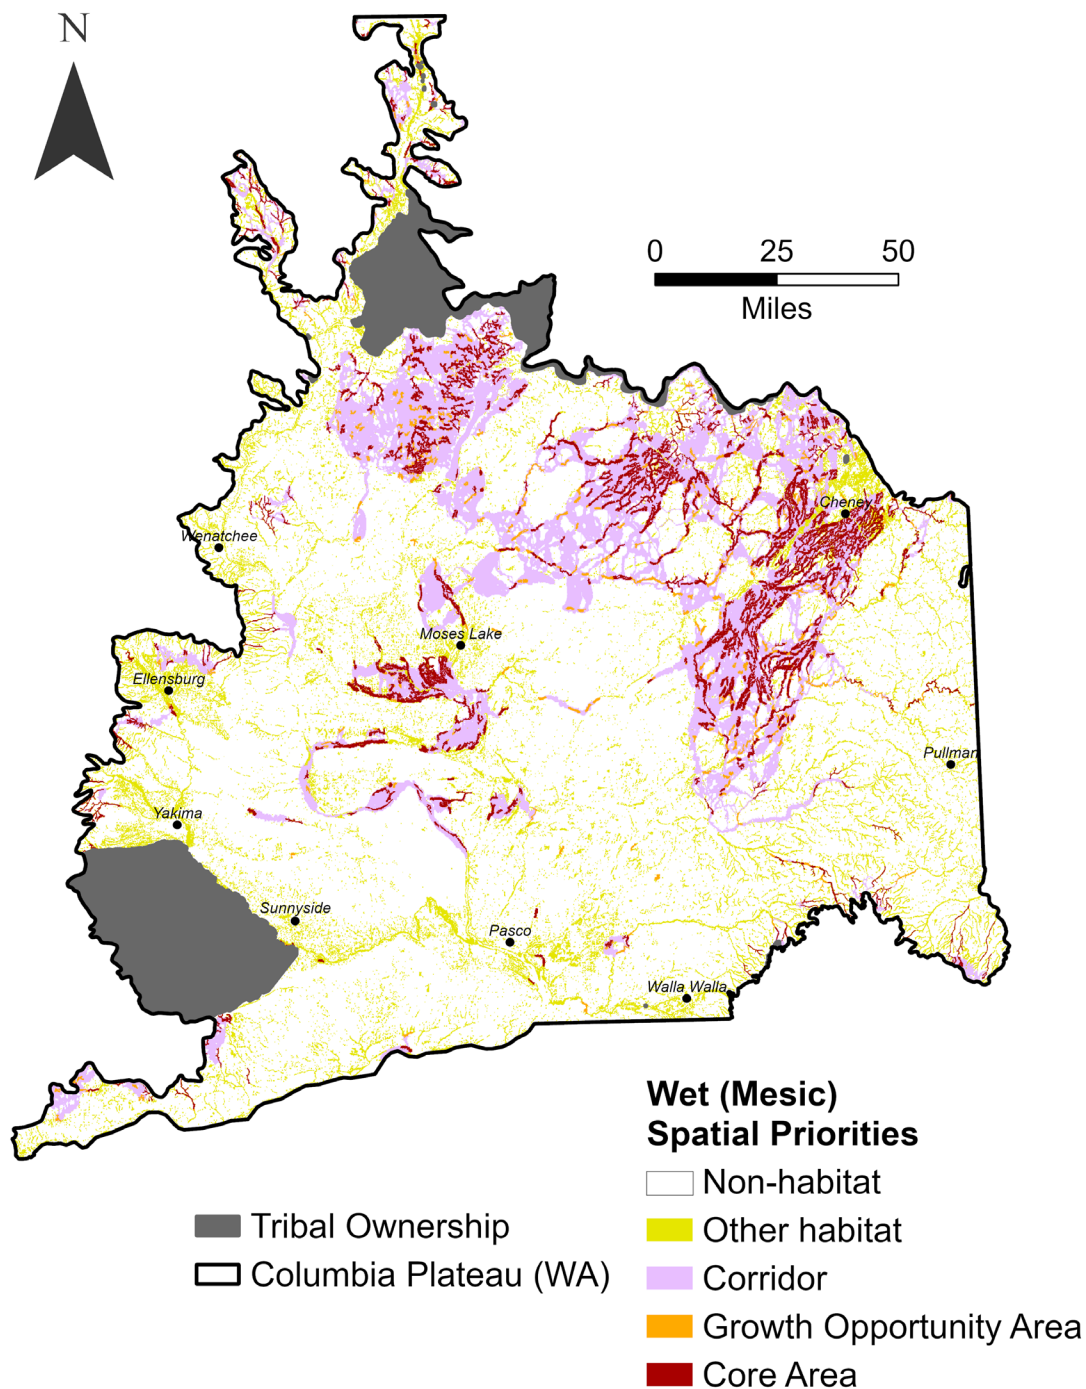 N
0 25 50
Miles
Cheney
Wenatchee
Moses Lake
Ellensburg
Pullman
Yakima
Sunnyside
Pasco
Walla Walla
Wet (Mesic)
Spatial Priorities
Non-habitat
Other habitat
Corridor
Growth Opportunity Area
Core Area
Tribal Ownership
Columbia Plateau (WA)